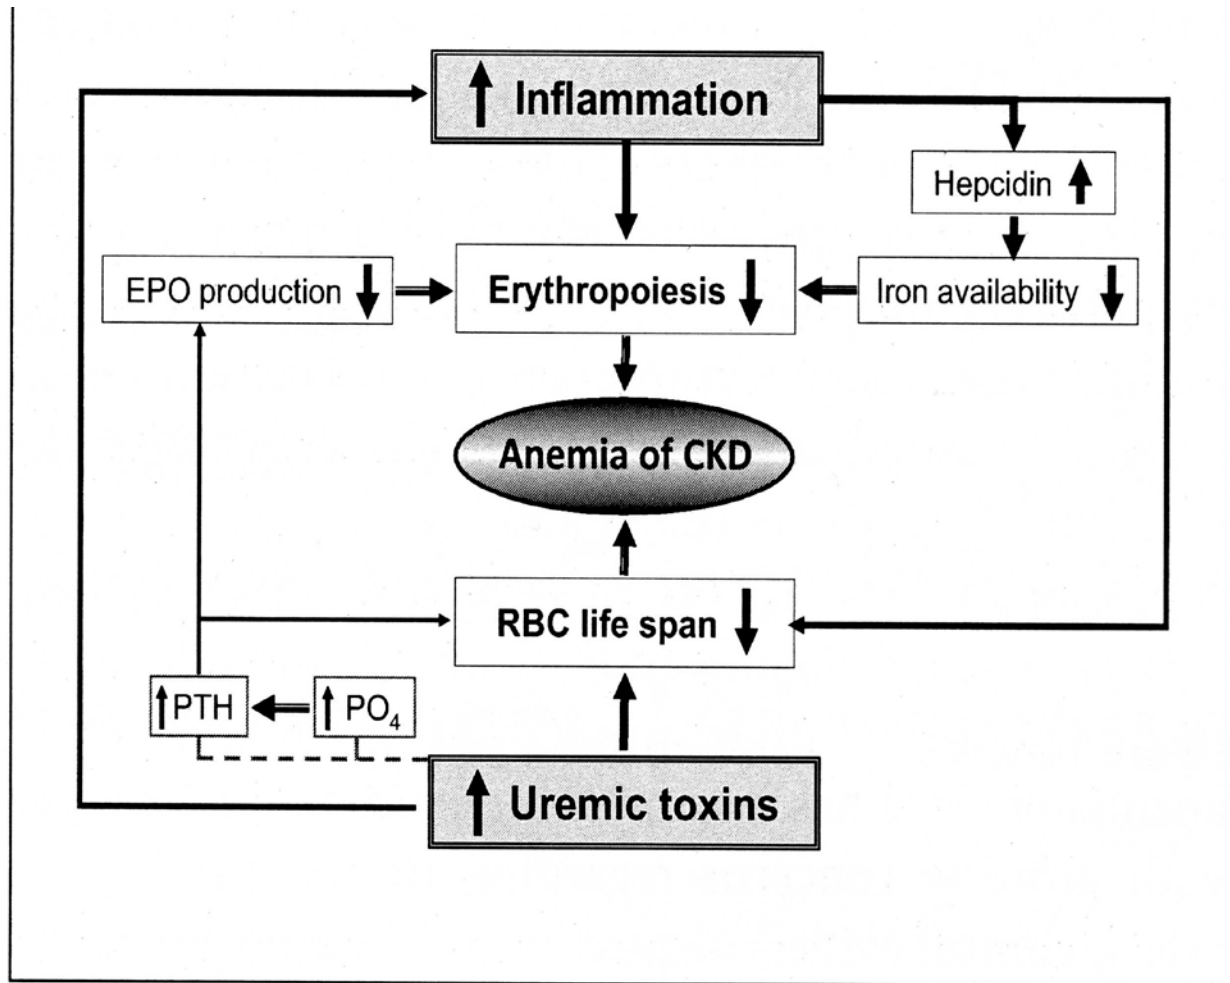 ↑ Inflammation
Hepcidin ↑
EPO production ↓
Erythropoiesis ↓
Iron availability ↓
Anemia of CKD
RBC life span ↓
↑ PTH
↑ PO₄
↑ Uremic toxins